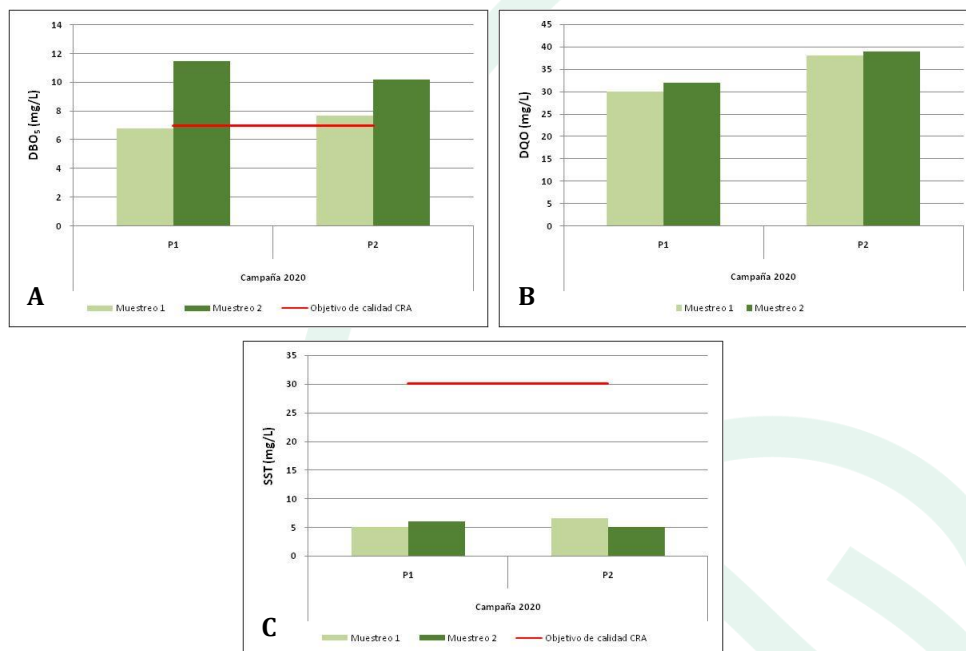 14
12
10
8
6
4
2
0
DBO₅ (mg/L)
P1 P2
Campaña 2020
A
Muestreo 1 Muestreo 2 Objetivo de calidad CRA
45
40
35
30
25
20
15
10
5
0
DQO (mg/L)
P1 P2
Campaña 2020
B
Muestreo 1 Muestreo 2
35
30
25
20
15
10
5
0
SST (mg/L)
P1 P2
Campaña 2020
C
Muestreo 1 Muestreo 2 Objetivo de calidad CRA